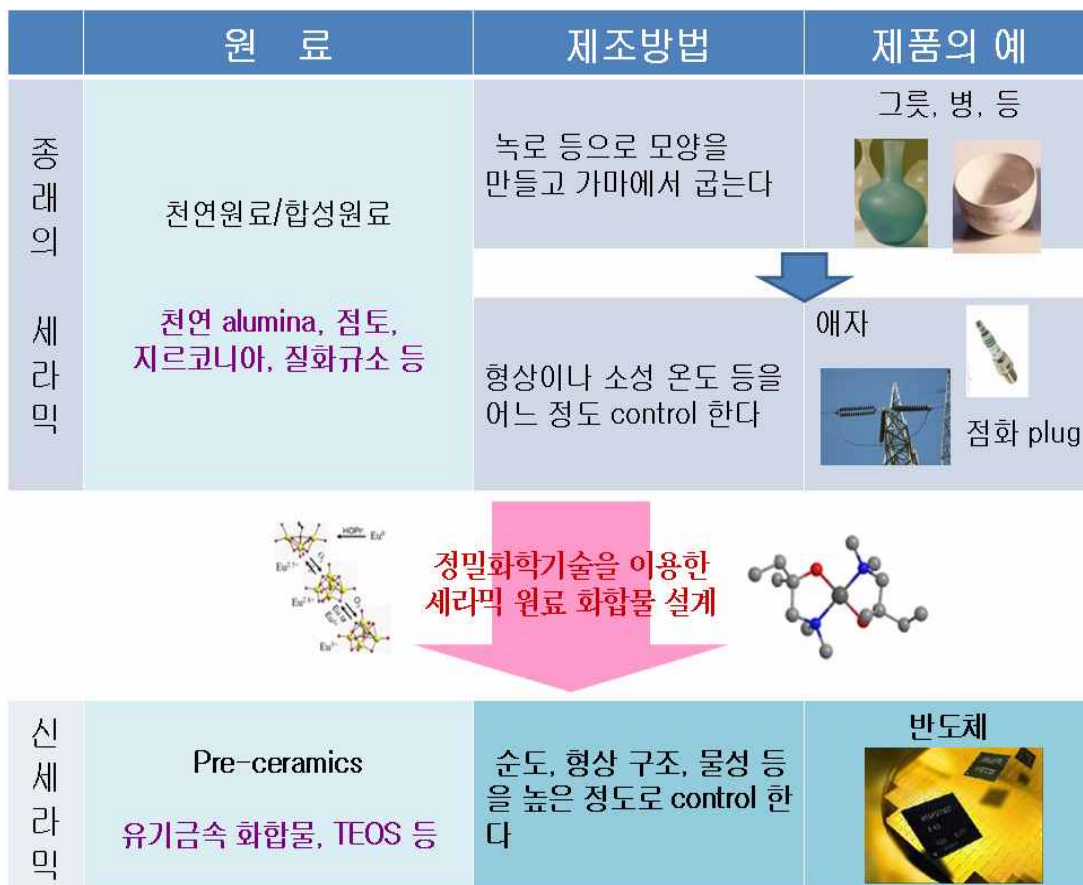 원 료
제조방법
제품의 예
종래의 세라믹
천연원료/합성원료
천연 alumina, 점토,
지르코니아, 질화규소 등
녹로 등으로 모양을
만들고 가마에서 굽는다
그릇, 병, 등
형상이나 소성 온도 등을
어느 정도 control 한다
애자
점화 plug
HOPr
Eu⁰
O₂
Eu
Eu
O₂
Eu
정밀화학기술을 이용한
세라믹 원료 화합물 설계
신세라믹
Pre-ceramics
유기금속 화합물, TEOS 등
순도, 형상 구조, 물성 등
을 높은 정도로 control 한
다
반도체